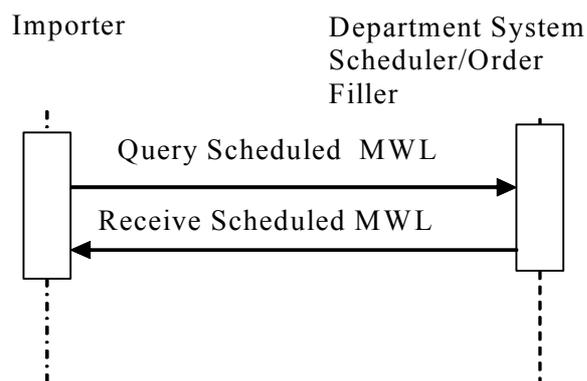 Importer
Department System
Scheduler/Order
Filler
Query Scheduled MWL
Receive Scheduled MWL